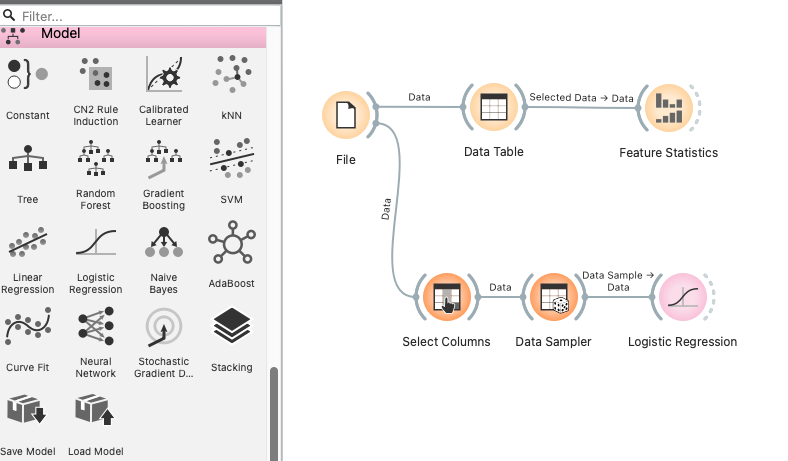 Filter...
Model
Constant
CN2 Rule
Induction
Calibrated
Learner
kNN
Tree
Random
Forest
Gradient
Boosting
SVM
Linear
Regression
Logistic
Regression
Naive
Bayes
AdaBoost
Curve Fit
Neural
Network
Stochastic
Gradient D...
Stacking
Save Model
Load Model
Data
Selected Data → Data
File
Data Table
Feature Statistics
Data
Data
Data Sample →
Data
Select Columns
Data Sampler
Logistic Regression